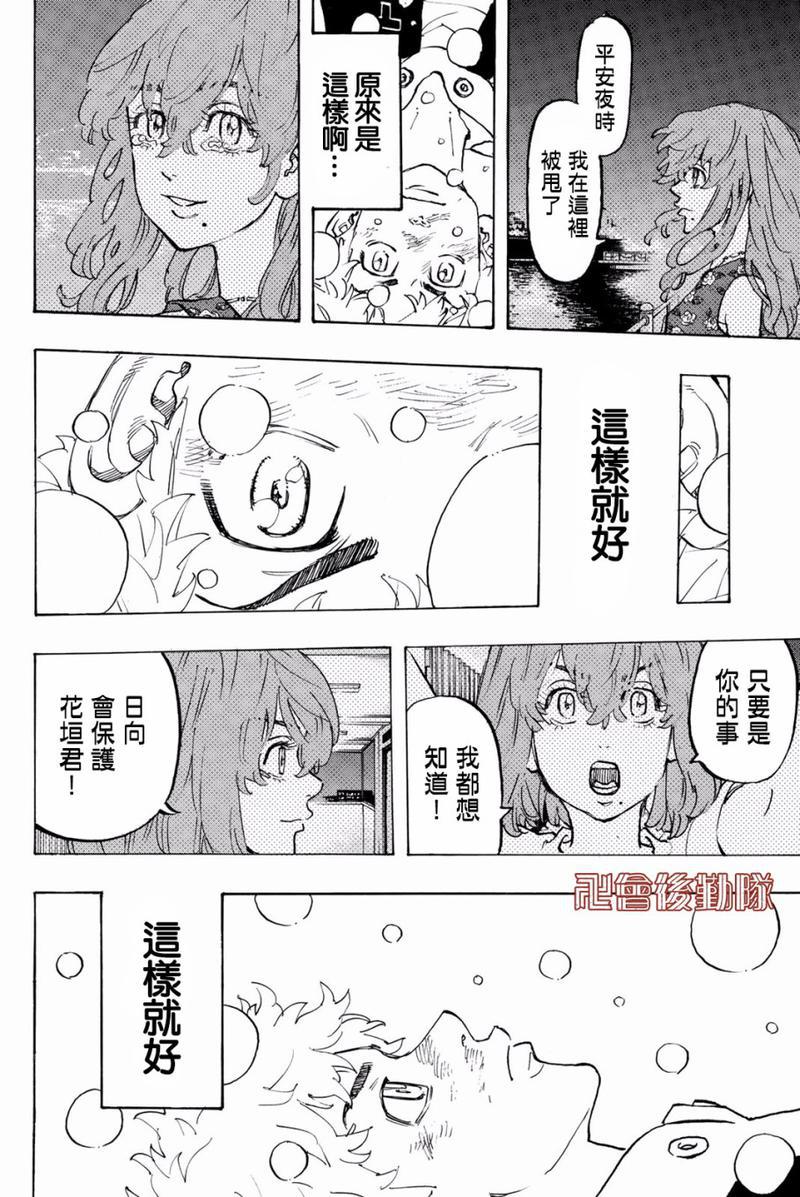 平安夜時
我在這裡
被甩了
原來是
這樣啊…
這樣就好
只要是
你的事
我都想
知道！
日向
會保護
花垣君！
卍會後勤隊
這樣就好